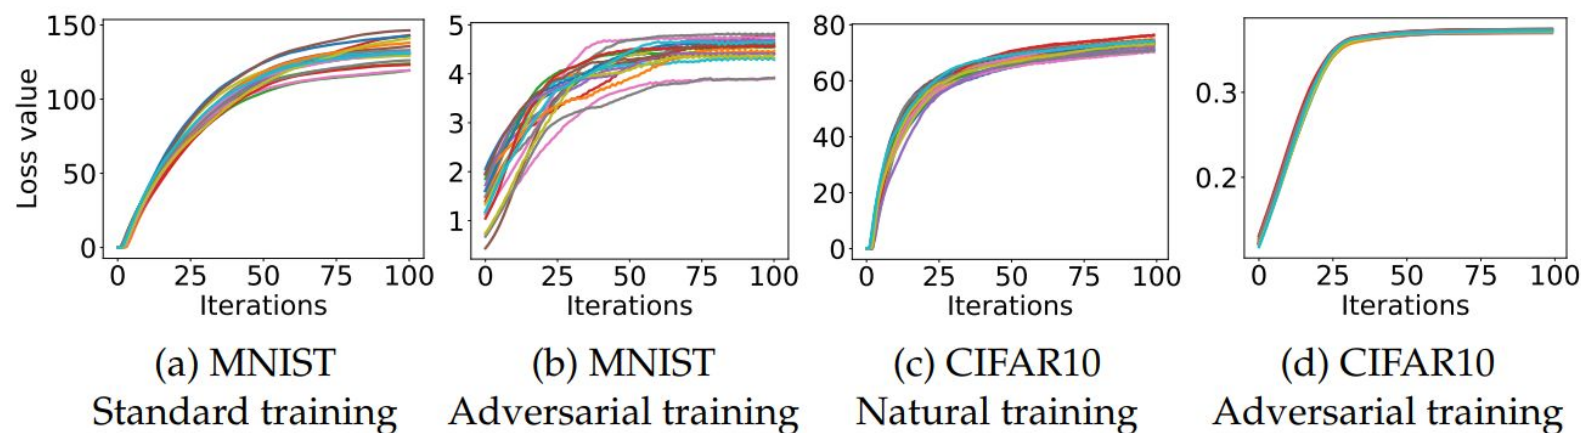 Loss value
150
100
50
0
0 25 50 75 100
Iterations
5
4
3
2
1
0 25 50 75 100
Iterations
80
60
40
20
0
0 25 50 75 100
Iterations
0.3
0.2
0 25 50 75 100
Iterations
(a) MNIST
Standard training
(b) MNIST
Adversarial training
(c) CIFAR10
Natural training
(d) CIFAR10
Adversarial training